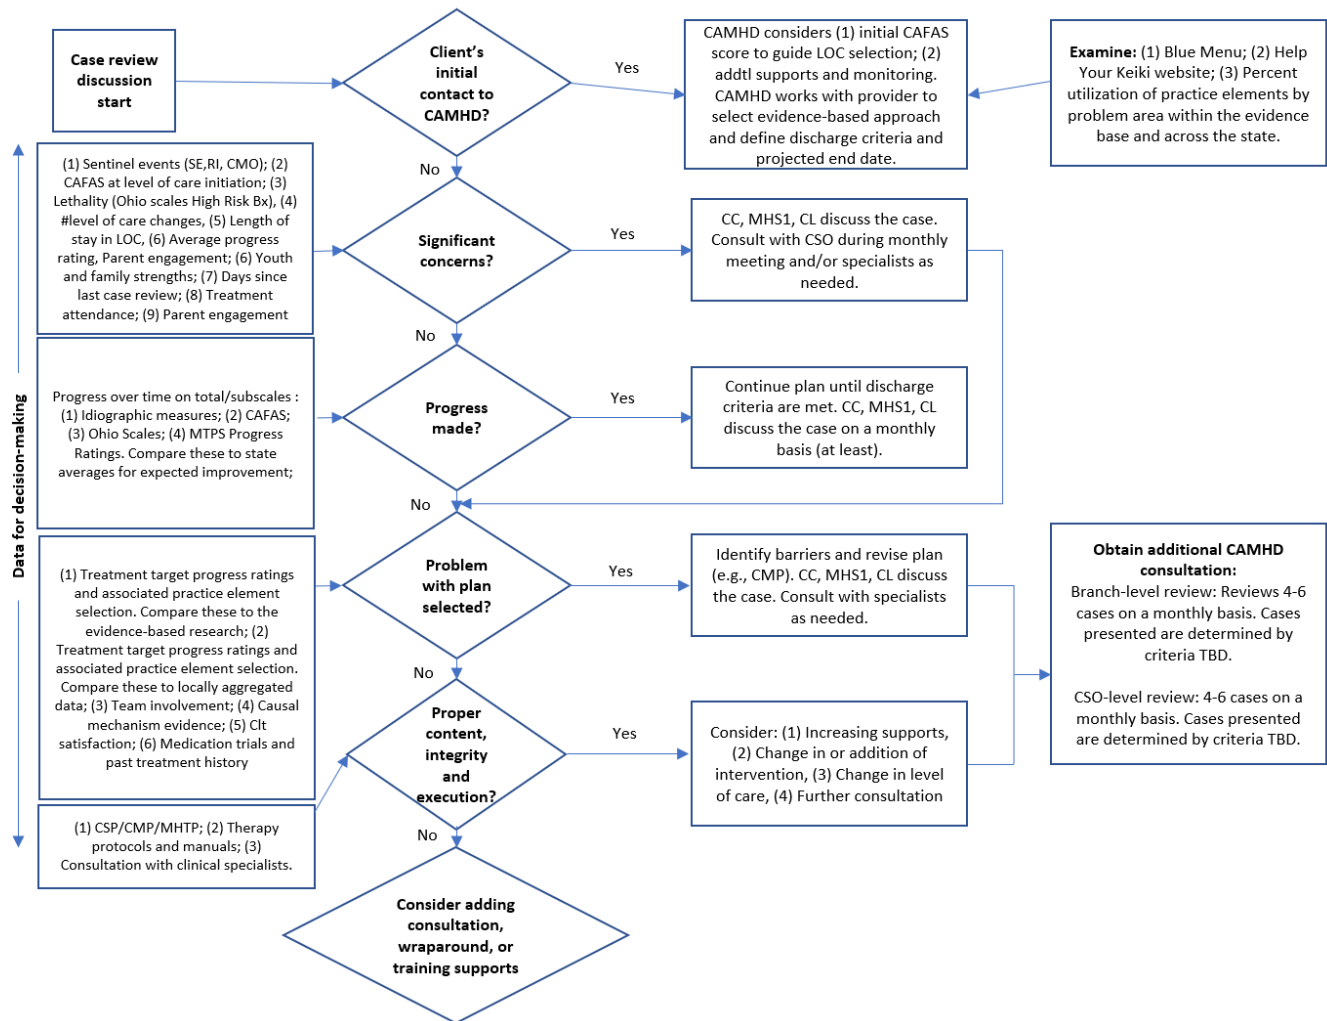 Case review
discussion
start
Client's
initial
contact to
CAMHD?
Yes
CAMHD considers (1) initial CAFAS
score to guide LOC selection; (2)
addtl supports and monitoring.
CAMHD works with provider to
select evidence-based approach
and define discharge criteria and
projected end date.
Examine: (1) Blue Menu; (2) Help
Your Keiki website; (3) Percent
utilization of practice elements by
problem area within the evidence
base and across the state.
No
Data for decision-making
(1) Sentinel events (SE,RI, CMO); (2)
CAFAS at level of care initiation; (3)
Lethality (Ohio scales High Risk Bx), (4)
#level of care changes, (5) Length of
stay in LOC, (6) Average progress
rating, Parent engagement; (6) Youth
and family strengths; (7) Days since
last case review; (8) Treatment
attendance; (9) Parent engagement
Significant
concerns?
Yes
CC, MHS1, CL discuss the case.
Consult with CSO during monthly
meeting and/or specialists as
needed.
No
Progress over time on total/subscales :
(1) Idiographic measures; (2) CAFAS;
(3) Ohio Scales; (4) MTPS Progress
Ratings. Compare these to state
averages for expected improvement;
Progress
made?
Yes
Continue plan until discharge
criteria are met. CC, MHS1, CL
discuss the case on a monthly
basis (at least).
No
(1) Treatment target progress ratings
and associated practice element
selection. Compare these to the
evidence-based research; (2)
Treatment target progress ratings and
associated practice element selection.
Compare these to locally aggregated
data; (3) Team involvement; (4) Causal
mechanism evidence; (5) Clt
satisfaction; (6) Medication trials and
past treatment history
Problem
with plan
selected?
Yes
Identify barriers and revise plan
(e.g., CMP). CC, MHS1, CL discuss
the case. Consult with specialists
as needed.
Obtain additional CAMHD
consultation:
Branch-level review: Reviews 4-6
cases on a monthly basis. Cases
presented are determined by
criteria TBD.
CSO-level review: 4-6 cases on a
monthly basis. Cases presented
are determined by criteria TBD.
No
(1) CSP/CMP/MHTP; (2) Therapy
protocols and manuals; (3)
Consultation with clinical specialists.
Proper
content,
integrity
and
execution?
Yes
Consider: (1) Increasing supports,
(2) Change in or addition of
intervention, (3) Change in level
of care, (4) Further consultation
No
Consider adding
consultation,
wraparound, or
training supports